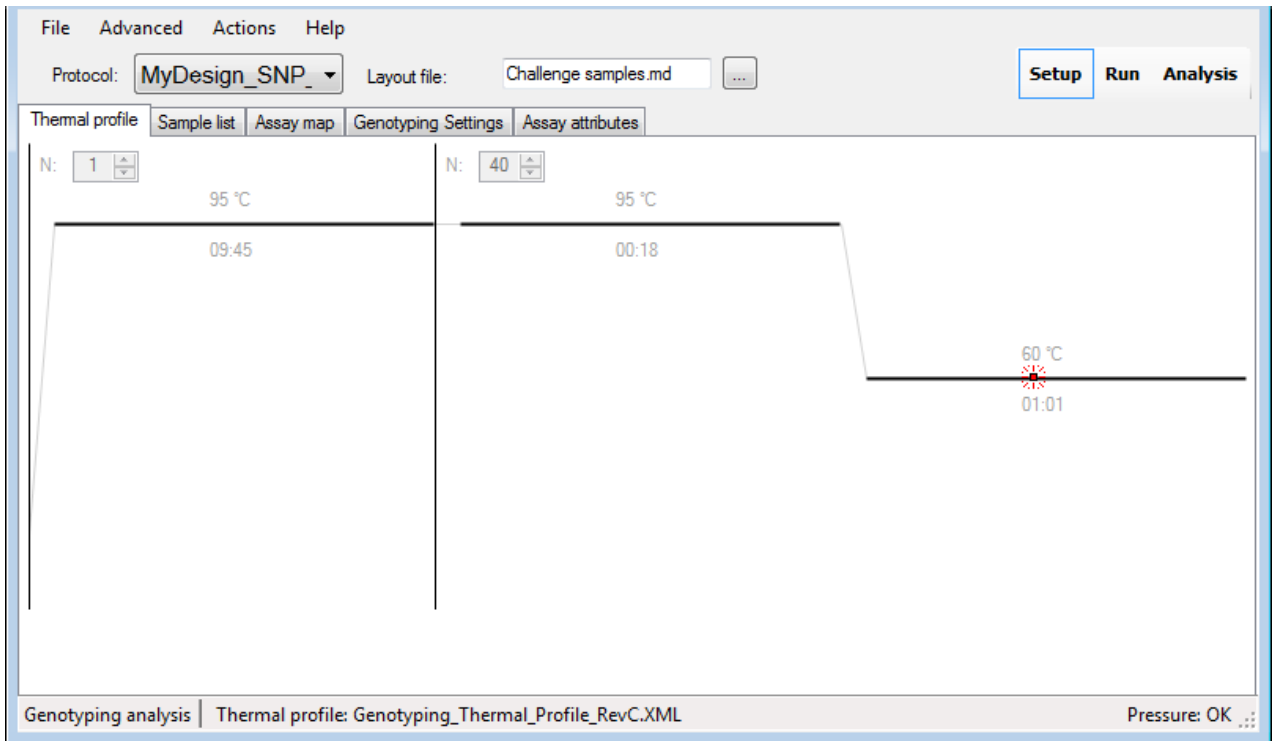 File Advanced Actions Help
Protocol: MyDesign_SNP_ Layout file: Challenge samples.md ... Setup Run Analysis
Thermal profile Sample list Assay map Genotyping Settings Assay attributes
N: 1 N: 40
95 °C 95 °C
09:45 00:18
60 °C
01:01
Genotyping analysis Thermal profile: Genotyping_Thermal_Profile_RevC.XML Pressure: OK